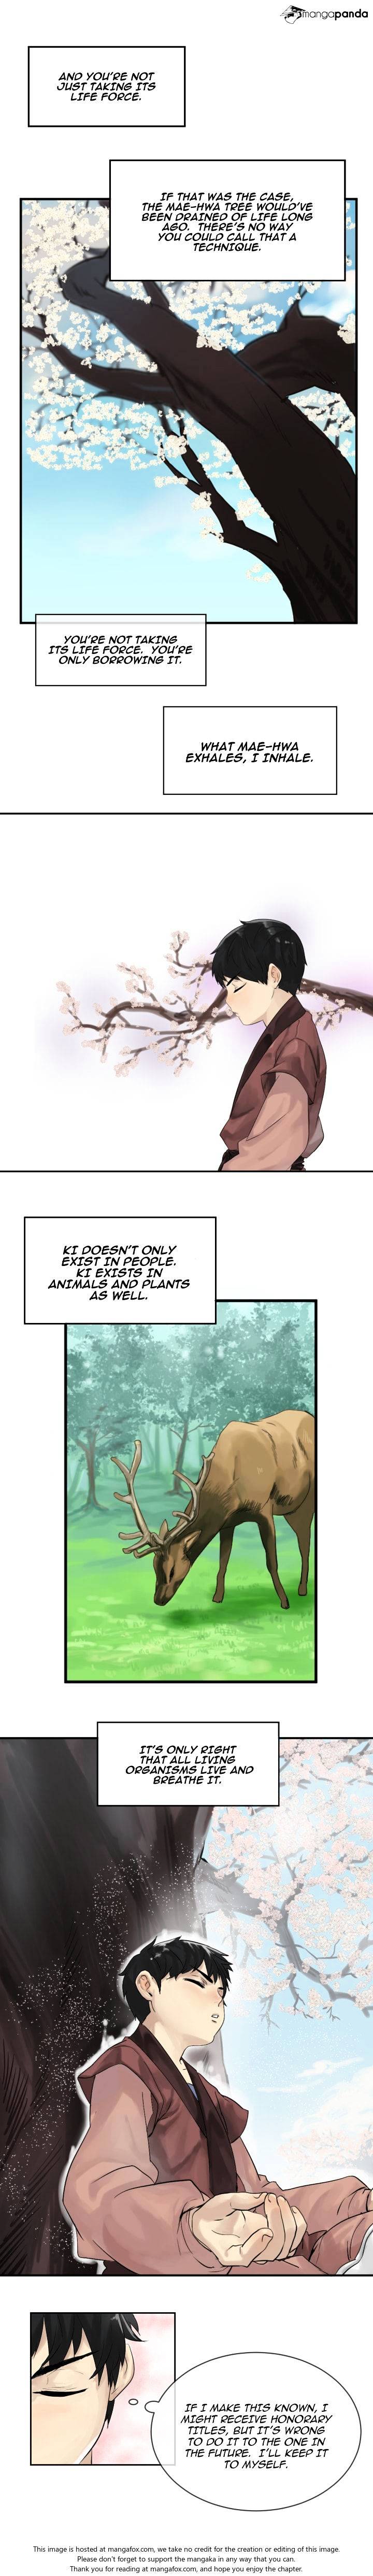 mangapanda
AND YOU'RE NOT
JUST TAKING ITS
LIFE FORCE.
IF THAT WAS THE CASE,
THE MAE-HWA TREE WOULD'VE
BEEN DRAINED OF LIFE LONG
AGO. THERE'S NO WAY
YOU COULD CALL THAT A
TECHNIQUE.
YOU'RE NOT TAKING
ITS LIFE FORCE. YOU'RE
ONLY BORROWING IT.
WHAT MAE-HWA
EXHALES, I INHALE.
KI DOESN'T ONLY
EXIST IN PEOPLE.
KI EXISTS IN
ANIMALS AND PLANTS
AS WELL.
IT'S ONLY RIGHT
THAT ALL LIVING
ORGANISMS LIVE AND
BREATHE IT.
IF I MAKE THIS KNOWN, I
MIGHT RECEIVE HONORARY
TITLES, BUT IT'S WRONG
TO DO IT TO THE ONE IN
THE FUTURE. I'LL KEEP IT
TO MYSELF.
This image is hosted at mangafox.com, we take no credit for the creation or editing of this image.
Please don't forget to support the mangaka in any way that you can.
Thank you for reading at mangafox.com, and hope you enjoy the chapter.